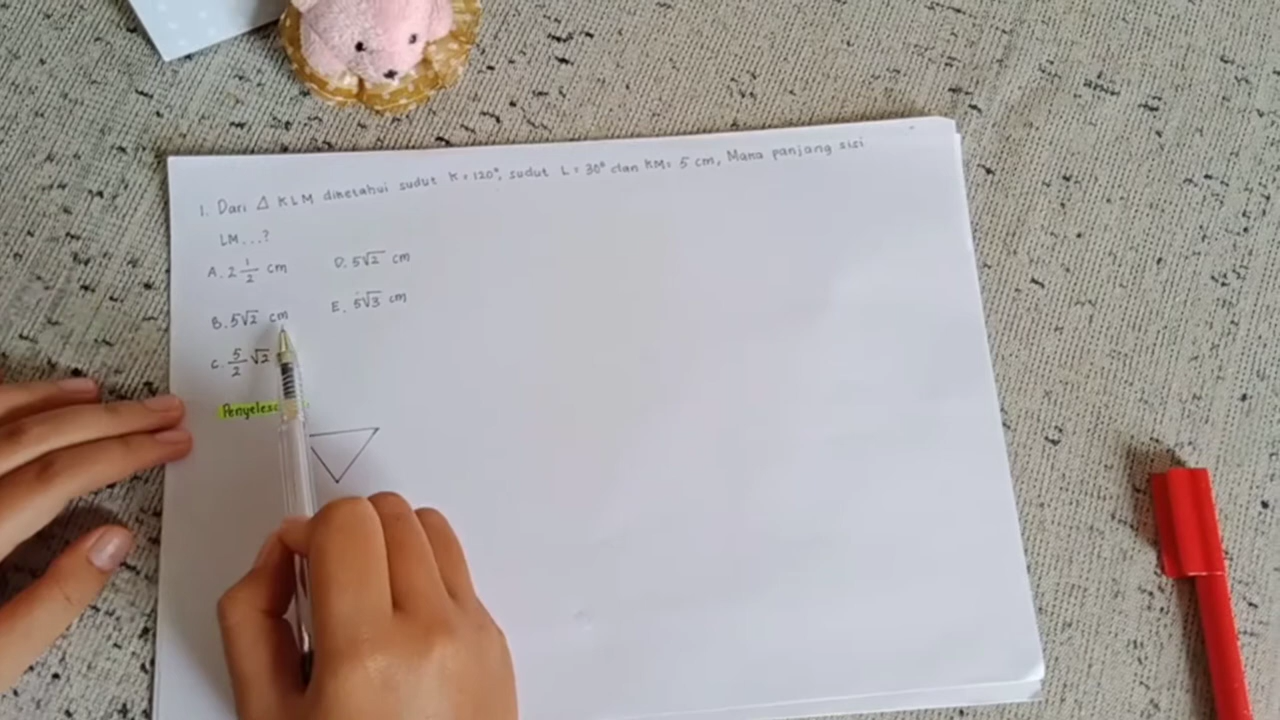 1. Dari △ KLM diketahui sudut K = 120°, sudut L = 30° dan KM = 5 cm, Maka panjang sisi
LM...?
A. 2 1/2 cm D. 5√2 cm
B. 5√2 cm E. 5√3 cm
C. 5/2 √2